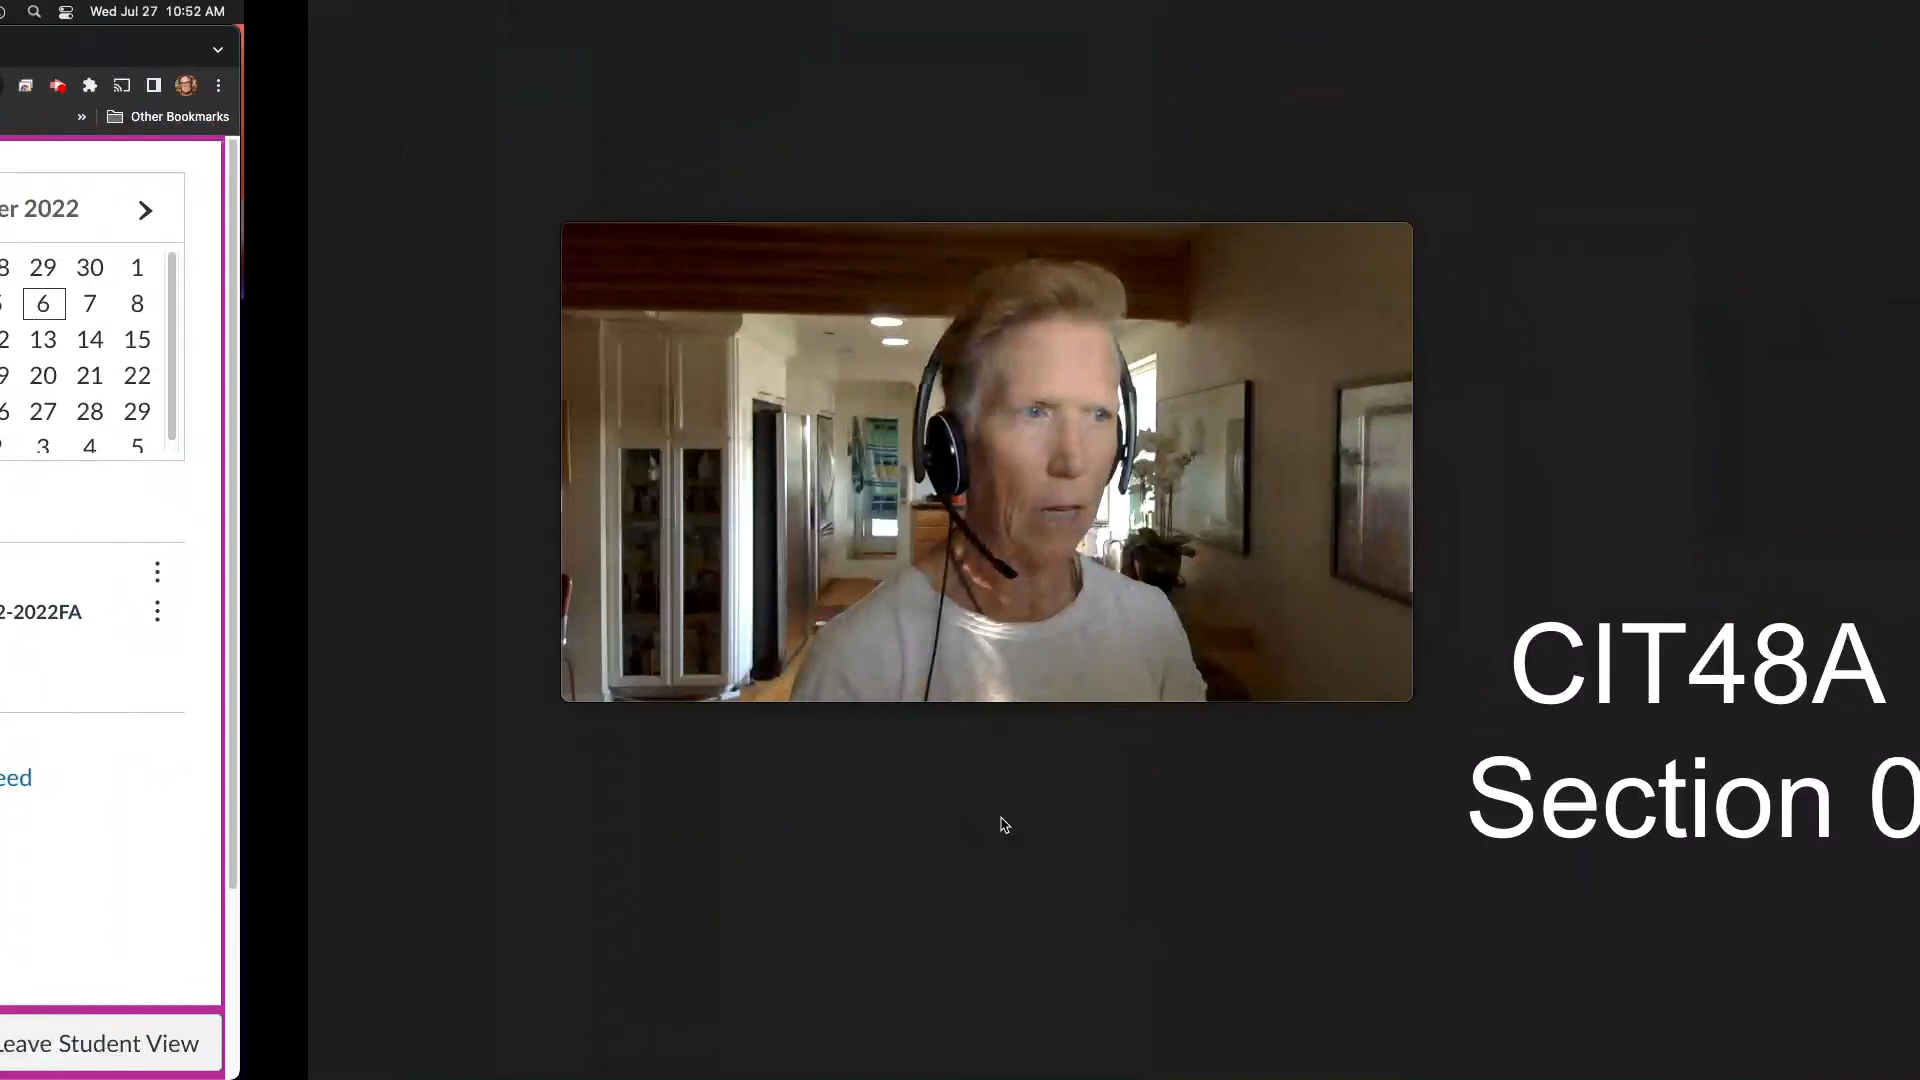 Wed Jul 27 10:52 AM
Other Bookmarks
er 2022
8 29 30 1
6 7 8
2 13 14 15
9 20 21 22
6 27 28 29
3 4 5
2-2022FA
eed
Leave Student View
CIT48A
Section 0